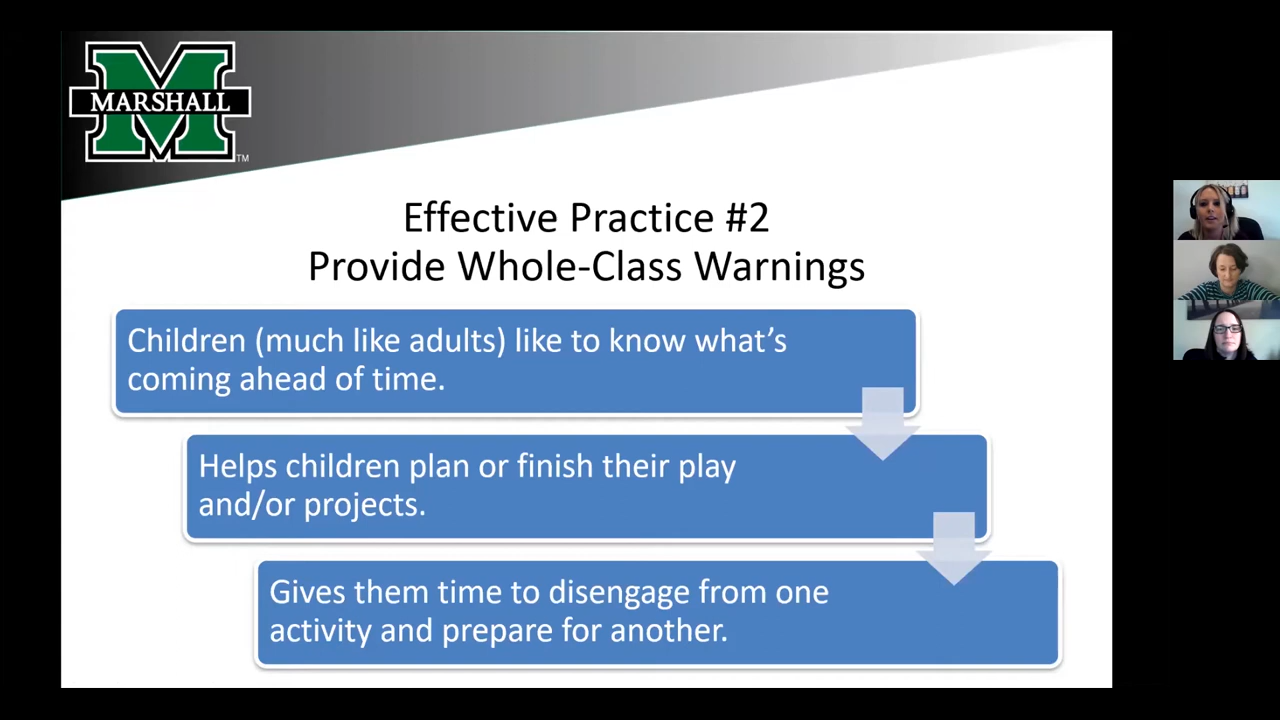 MARSHALL
TM
Effective Practice #2
Provide Whole-Class Warnings
Children (much like adults) like to know what’s
coming ahead of time.
Helps children plan or finish their play
and/or projects.
Gives them time to disengage from one
activity and prepare for another.